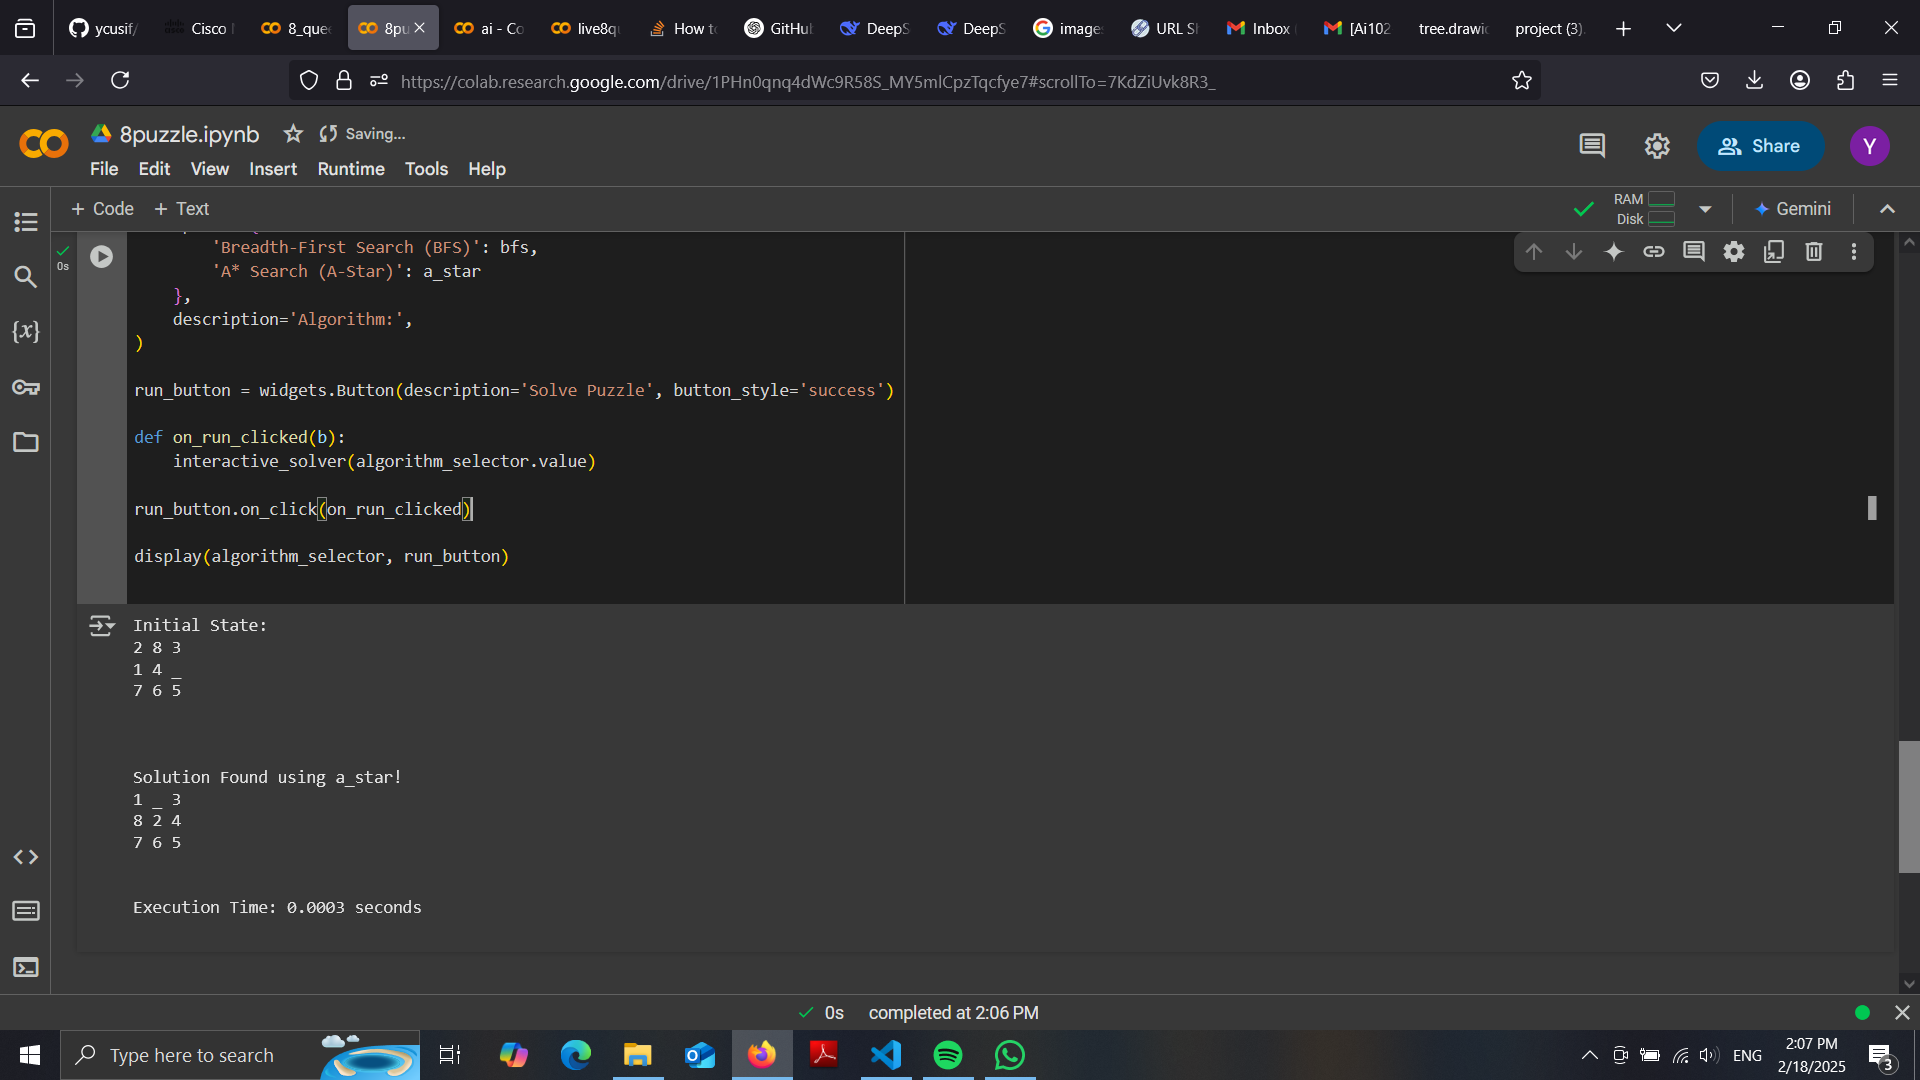 ycusif/
Cisco
8_que
8pu
ai - Co
live8q
How to
GitHu
DeepS
DeepS
image
URL S
Inbox
[Ai102
tree.drawi
project (3).
https://colab.research.google.com/drive/1PHn0qnq4dWc9R58S_MY5mlCpzTqcfye7#scrollTo=7KdZiUvk8R3_
8puzzle.ipynb
Saving...
Share
Y
File Edit View Insert Runtime Tools Help
+ Code + Text
RAM
Disk
Gemini
0s
'Breadth-First Search (BFS)': bfs,
'A* Search (A-Star)': a_star
},
description='Algorithm:',
)
run_button = widgets.Button(description='Solve Puzzle', button_style='success')
def on_run_clicked(b):
interactive_solver(algorithm_selector.value)
run_button.on_click(on_run_clicked)
display(algorithm_selector, run_button)
Initial State:
2 8 3
1 4 _
7 6 5
Solution Found using a_star!
1 _ 3
8 2 4
7 6 5
Execution Time: 0.0003 seconds
0s completed at 2:06 PM
Type here to search
ENG
2:07 PM
2/18/2025
3